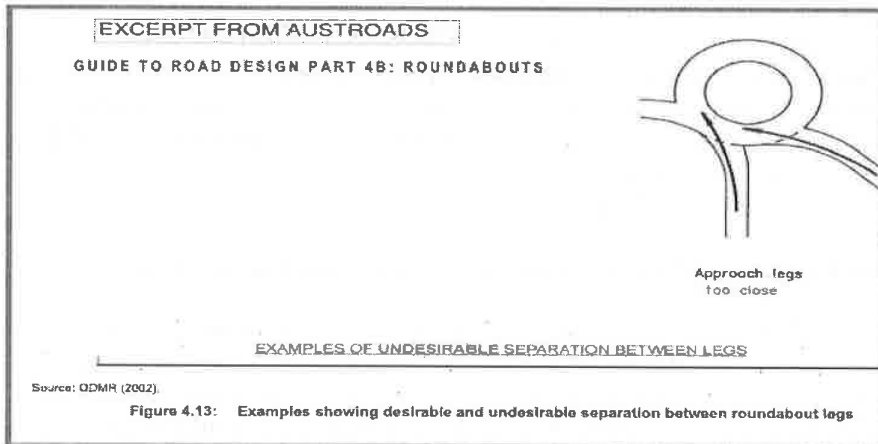 EXCERPT FROM AUSTROADS
GUIDE TO ROAD DESIGN PART 4B: ROUNDABOUTS
Approach legs
too close
EXAMPLES OF UNDESIRABLE SEPARATION BETWEEN LEGS
Source: QDMR (2002).
Figure 4.13: Examples showing desirable and undesirable separation between roundabout legs